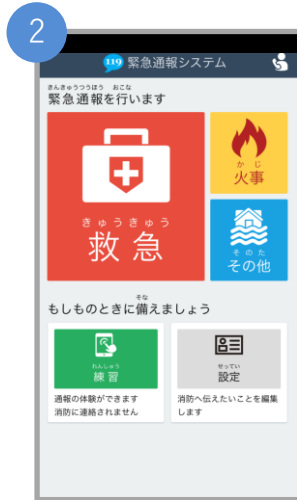 2
119 緊急通報システム
きんきゅうつうほう おこな
緊急通報を行います
きゅうきゅう
救急
かじ
火事
そのた
その他
そな
もしものときに備えましょう
れんしゅう
練習
せってい
設定
通報の体験ができます
消防に連絡されません
消防へ伝えたいことを編集
します